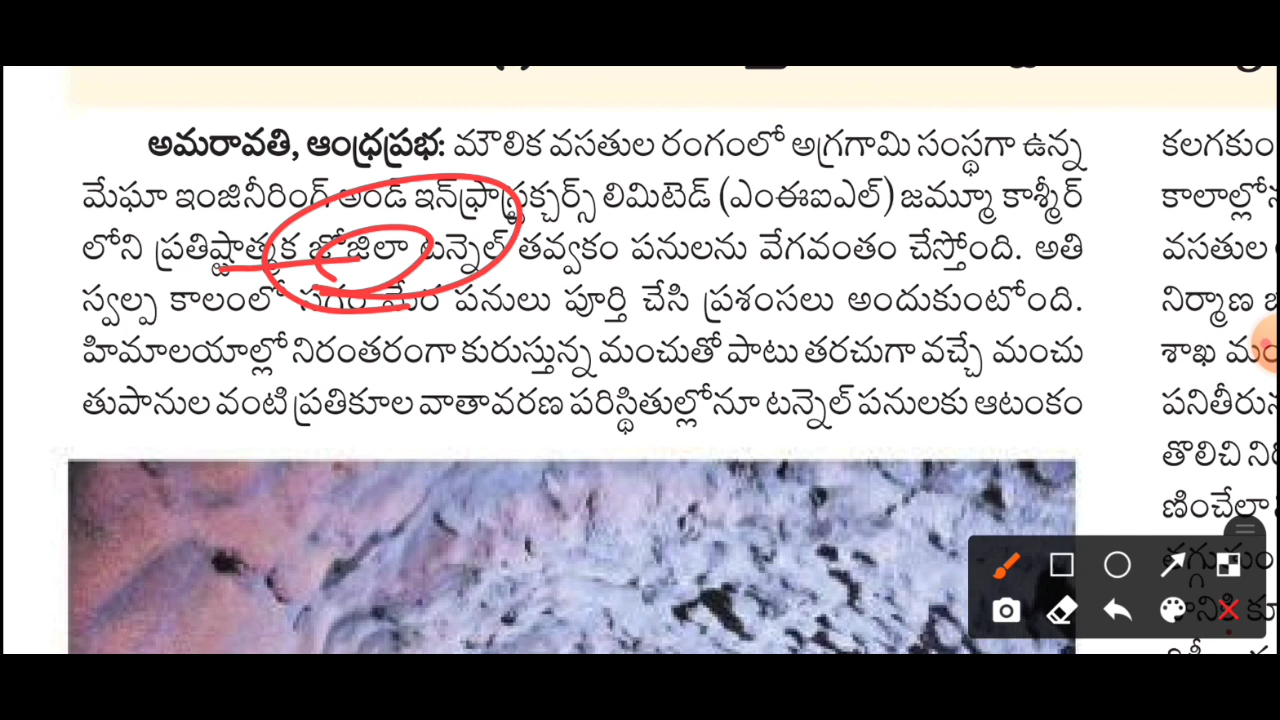 అమరావతి, ఆంధ్రప్రభ: మౌలిక వసతుల రంగంలో అగ్రగామి సంస్థగా ఉన్న
మేఘా ఇంజినీరింగ్ అండ్ ఇన్‌ఫ్రాస్ట్రక్చర్స్ లిమిటెడ్ (ఎంఈఐఎల్) జమ్మూ కాశ్మీర్
లోని ప్రతిష్టాత్మక జోజిలా టన్నెల్ తవ్వకం పనులను వేగవంతం చేస్తోంది. అతి
స్వల్ప కాలంలో సగం మేర పనులు పూర్తి చేసి ప్రశంసలు అందుకుంటోంది.
హిమాలయాల్లో నిరంతరంగా కురుస్తున్న మంచుతో పాటు తరచుగా వచ్చే మంచు
తుపానుల వంటి ప్రతికూల వాతావరణ పరిస్థితుల్లోనూ టన్నెల్ పనులకు ఆటంకం
కలగకుం
వసతుల
నిర్మాణ
శాఖ
తొలిచి
ణించేలా